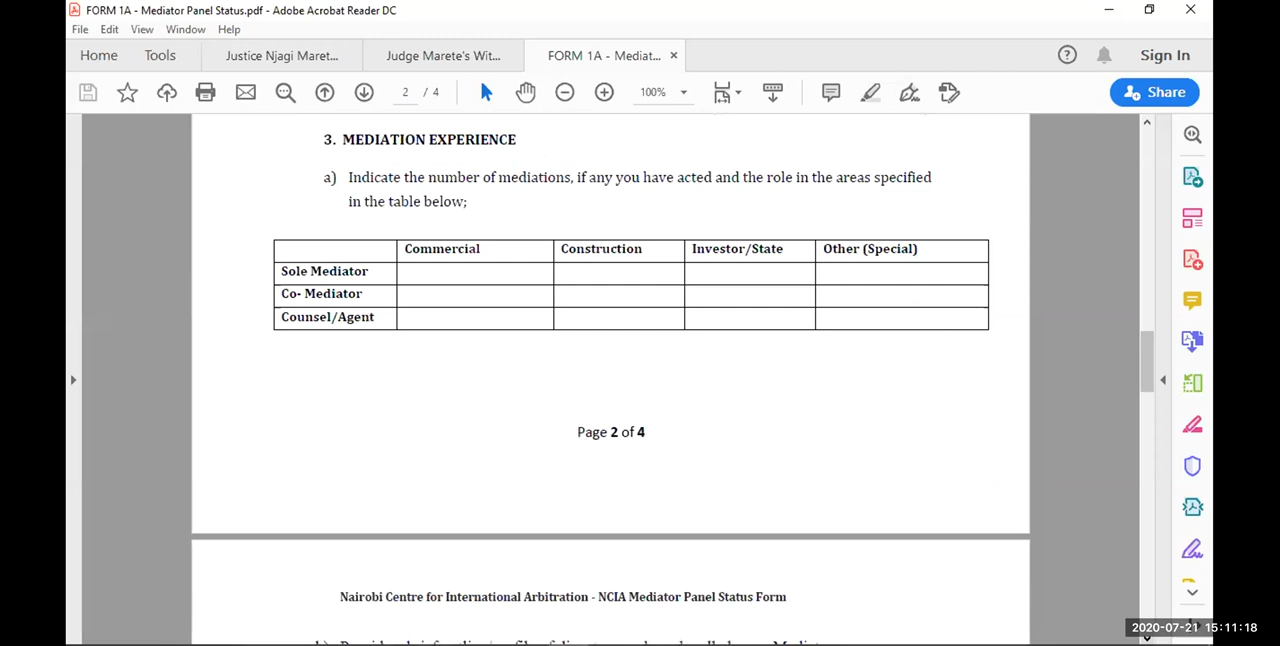 FORM 1A - Mediator Panel Status.pdf - Adobe Acrobat Reader DC
File Edit View Window Help
Home Tools Justice Njagi Maret... Judge Marete's Wit... FORM 1A - Mediat... × Sign In
2 / 4 100% Share
3. MEDIATION EXPERIENCE
a) Indicate the number of mediations, if any you have acted and the role in the areas specified
in the table below;
Commercial Construction Investor/State Other (Special)
Sole Mediator
Co- Mediator
Counsel/Agent
Page 2 of 4
Nairobi Centre for International Arbitration - NCIA Mediator Panel Status Form
2020-07-21 15:11:18